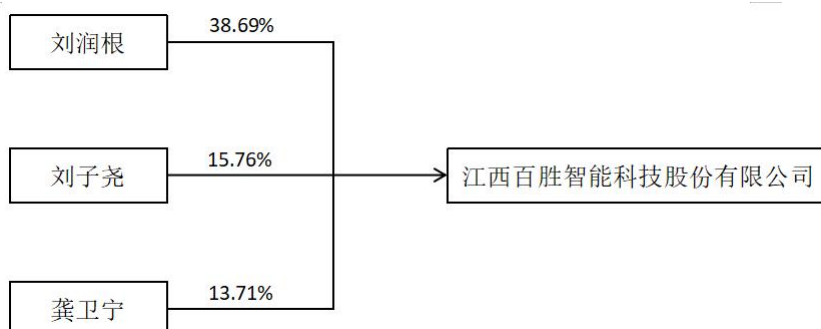 38.69%
刘润根
15.76%
刘子尧
江西百胜智能科技股份有限公司
13.71%
龚卫宁